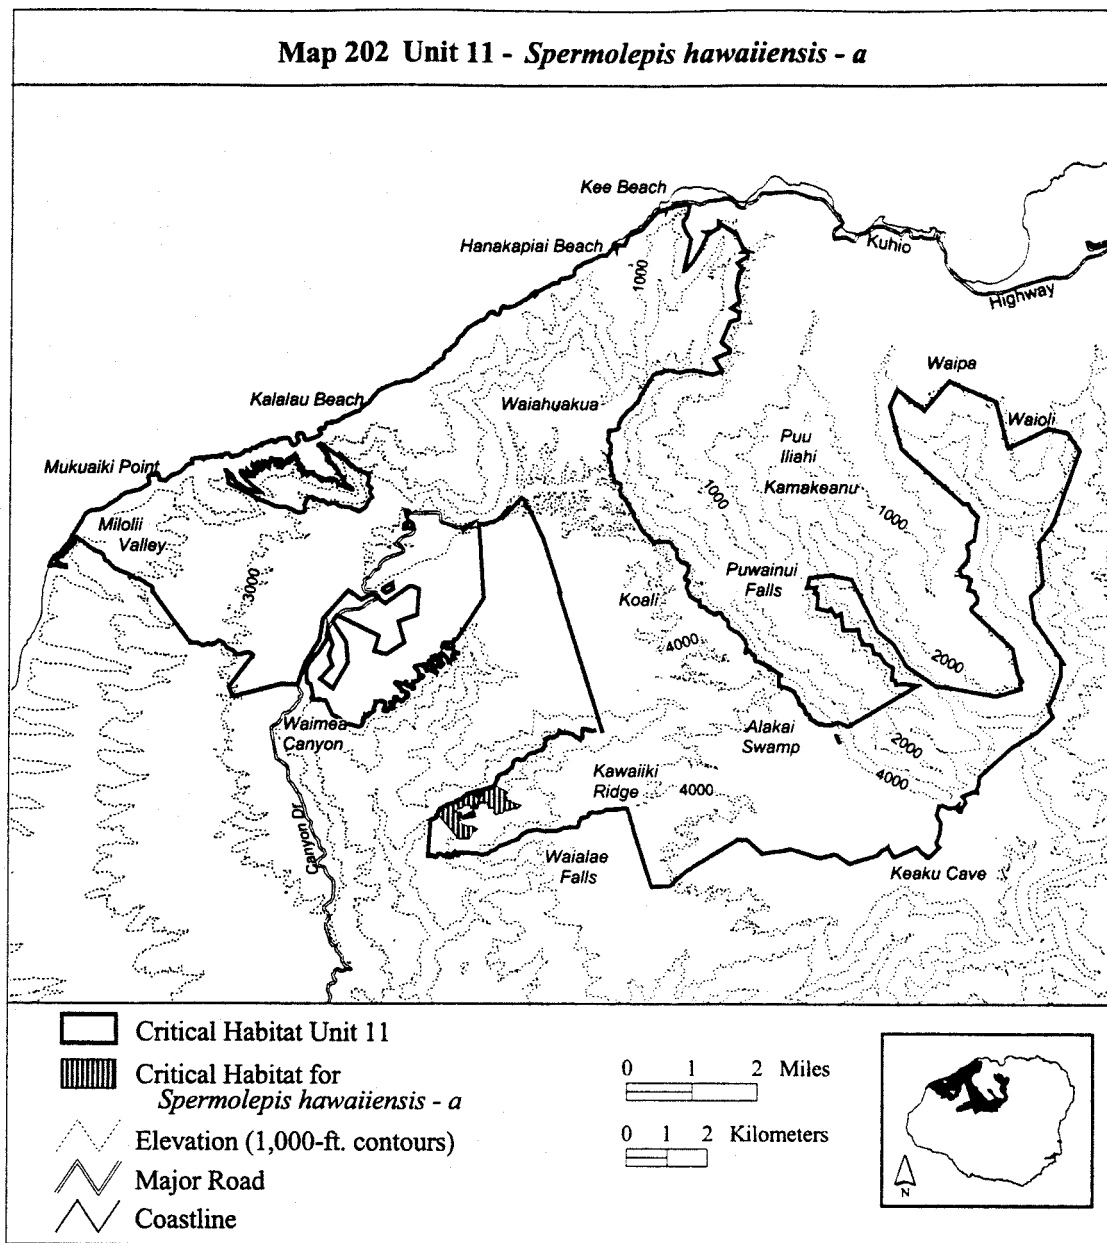 Map 202 Unit 11 - Spermolepis hawaiiensis - a
Kee Beach
Hanakapiai Beach
Kuhio
Highway
1000
Waipa
Kalalau Beach
Waiahuakua
Waioli
Puu
Iliahi
Mukuaiki Point
Kamakeanu
1000
1000
Milolii
Valley
3000
Puwainui
Falls
Koali
4000
2000
Waimea
Canyon
Alakai
Swamp
2000
Kawaiiki
Ridge
4000
4000
Canyon Dr
Waialae
Falls
Keaku Cave
Critical Habitat Unit 11
Critical Habitat for
Spermolepis hawaiiensis - a
Elevation (1,000-ft. contours)
Major Road
Coastline
0 1 2 Miles
0 1 2 Kilometers
N